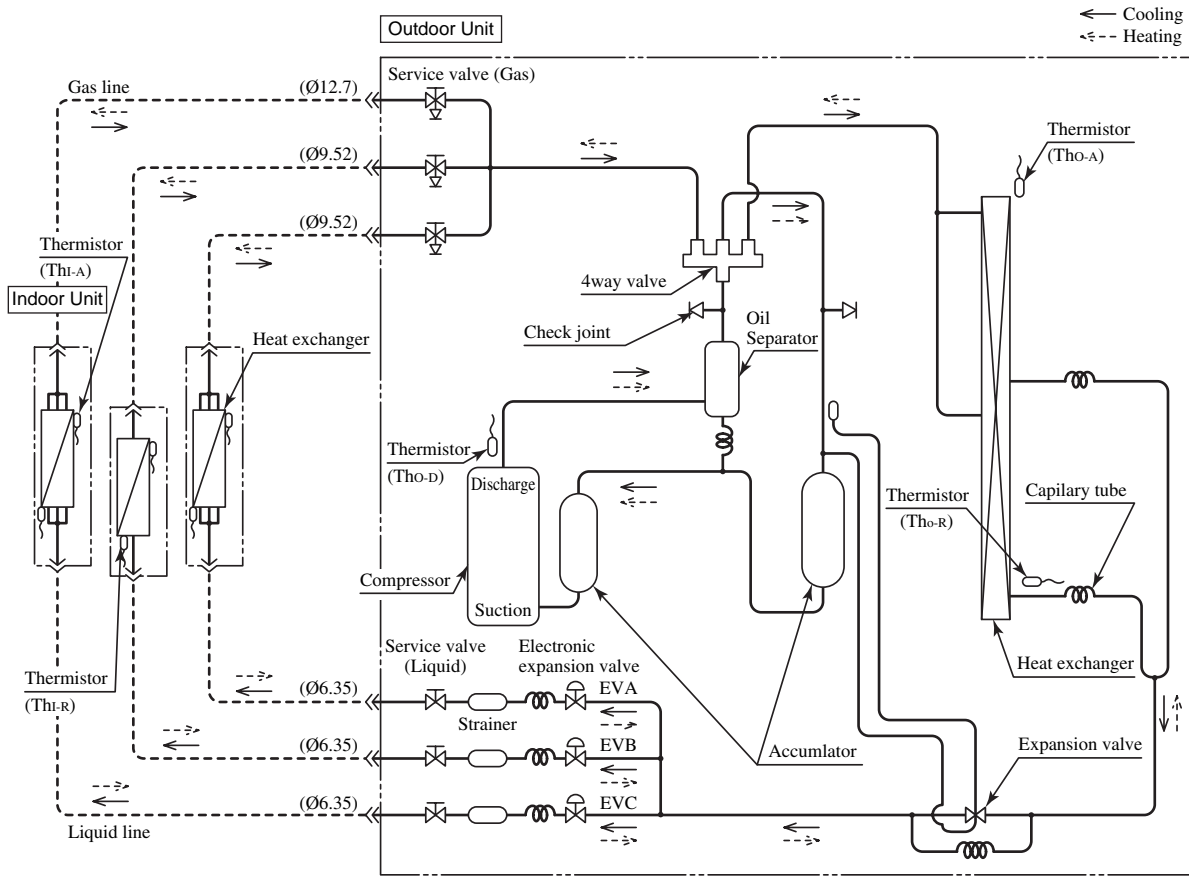 Outdoor Unit
Cooling
Heating
Gas line
(Ø12.7)
Service valve (Gas)
(Ø9.52)
(Ø9.52)
Thermistor
(ThO-A)
Thermistor
(ThI-A)
Indoor Unit
Heat exchanger
4way valve
Check joint
Oil
Separator
Thermistor
(ThO-D)
Discharge
Compressor
Suction
Thermistor
(Tho-R)
Capilary tube
Heat exchanger
Thermistor
(ThI-R)
Service valve
(Liquid)
Electronic
expansion valve
(Ø6.35)
EVA
Strainer
(Ø6.35)
EVB
Accumlator
Expansion valve
(Ø6.35)
EVC
Liquid line